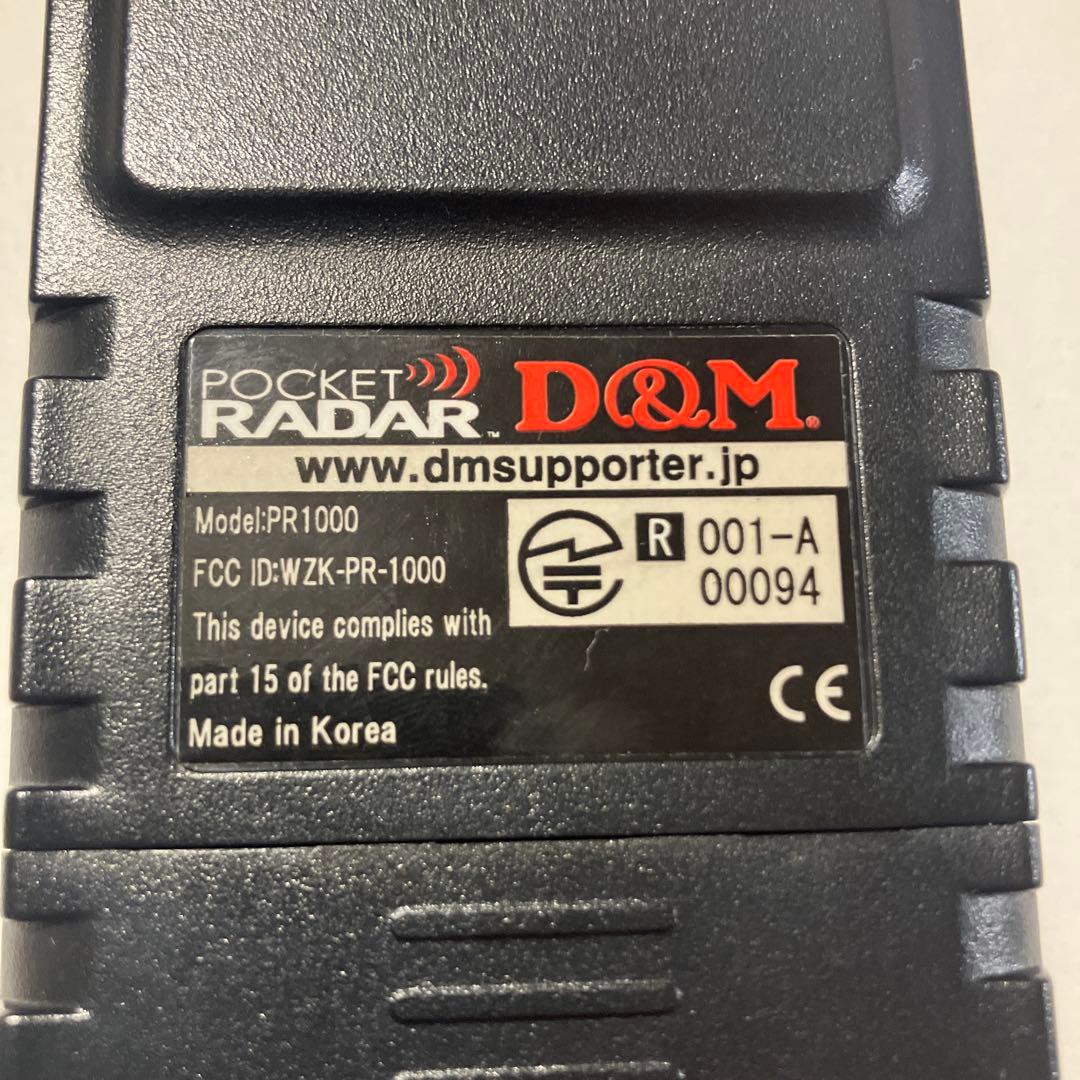 POCKET
RADAR™
D&M®
www.dmsupporter.jp
Model:PR1000
FCC ID:WZK-PR-1000
This device complies with
part 15 of the FCC rules.
Made in Korea
R 001-A
00094
CE